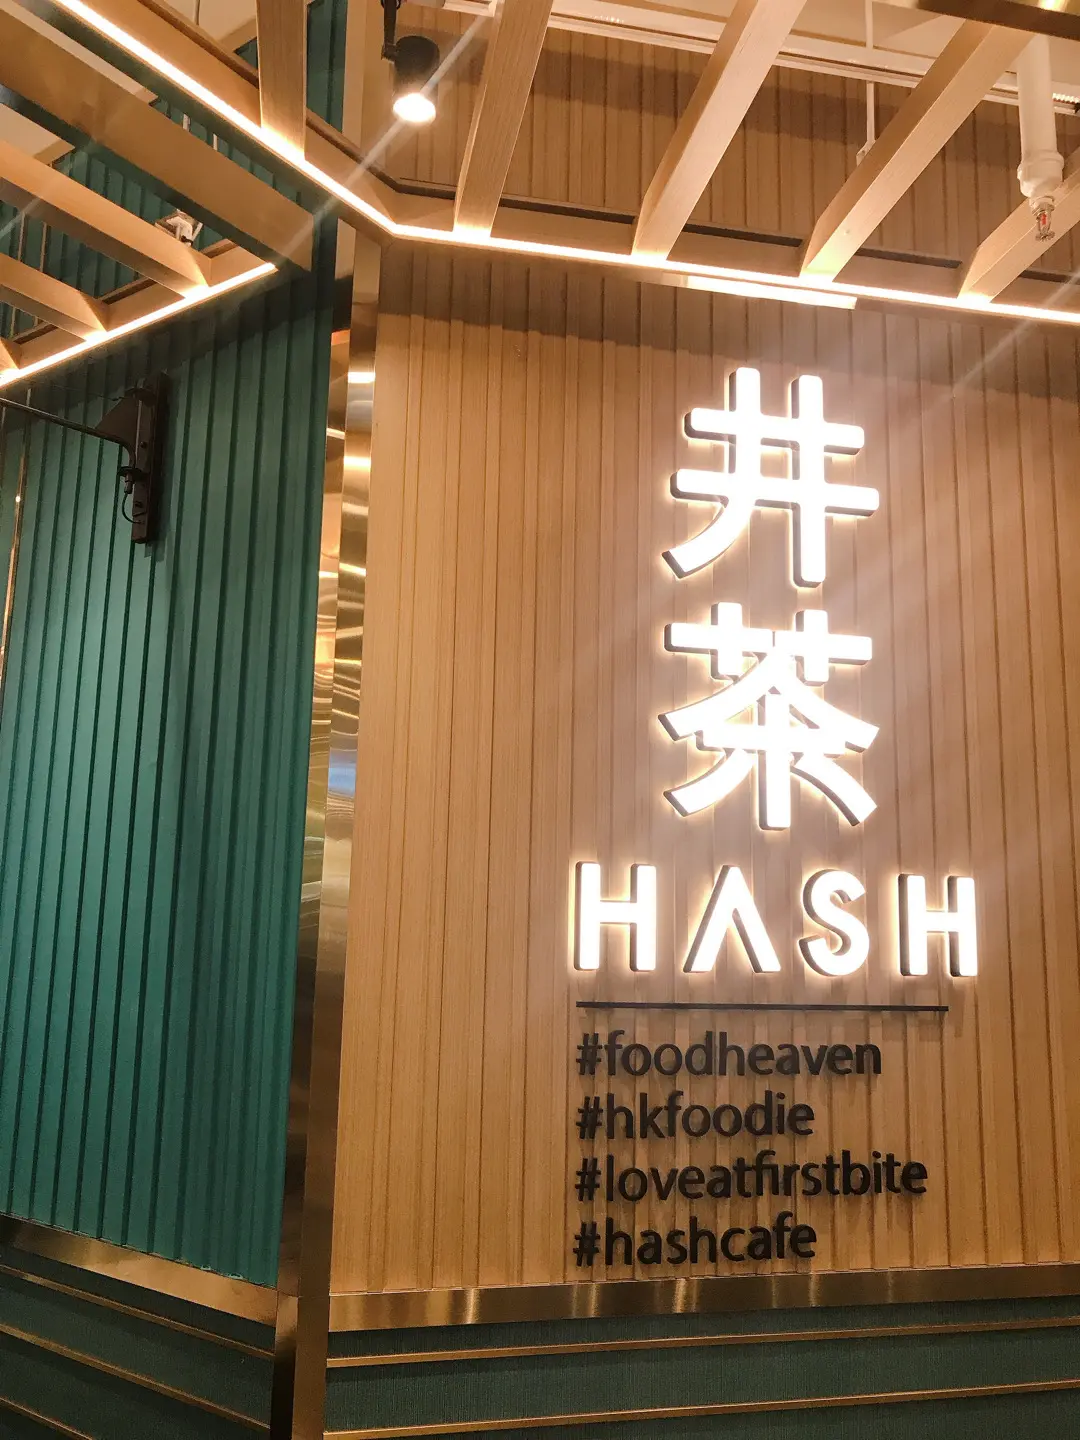 井
茶
HASH
#foodheaven
#hkfoodie
#loveatfirstbite
#hashcafe